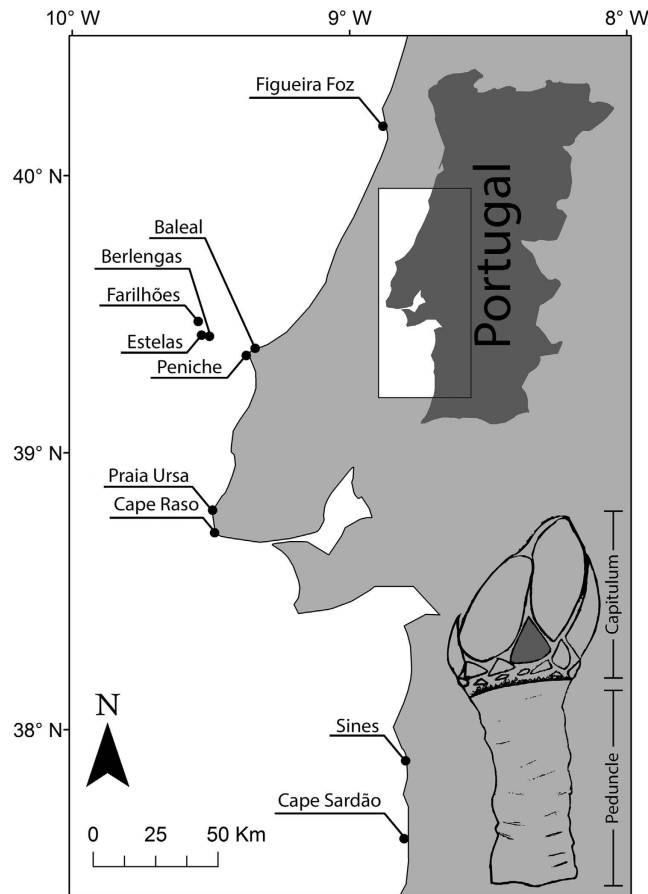 10° W
9° W
8° W
Figueira Foz
40° N
Portugal
Baleal
Berlengas
Farilhões
Estelas
Peniche
39° N
Praia Ursa
Cape Raso
Capitulum
N
38° N
Sines
Peduncle
Cape Sardão
0 25 50 Km